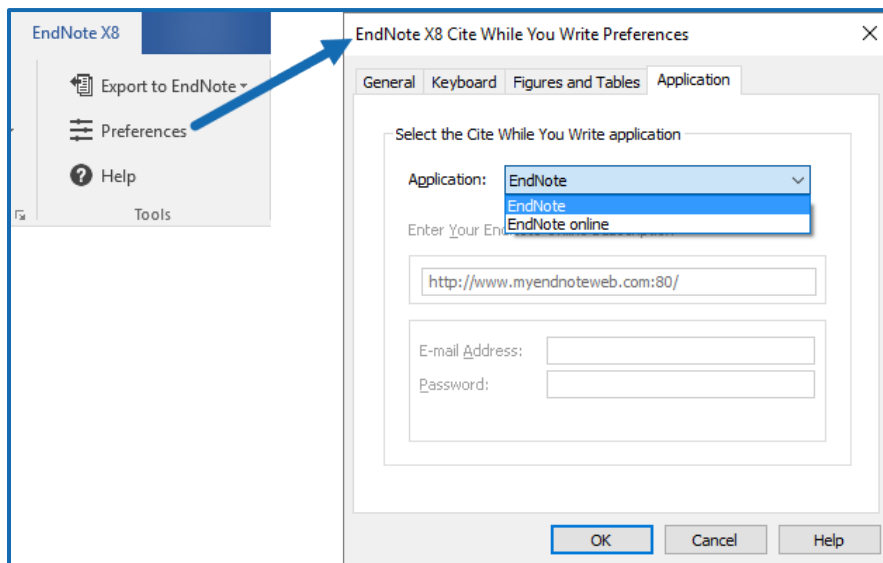 EndNote X8
Export to EndNote
Preferences
Help
Tools
EndNote X8 Cite While You Write Preferences
General Keyboard Figures and Tables Application
Select the Cite While You Write application
Application: EndNote
EndNote
EndNote online
Enter Your
http://www.myendnoteweb.com:80/
E-mail Address:
Password:
OK Cancel Help